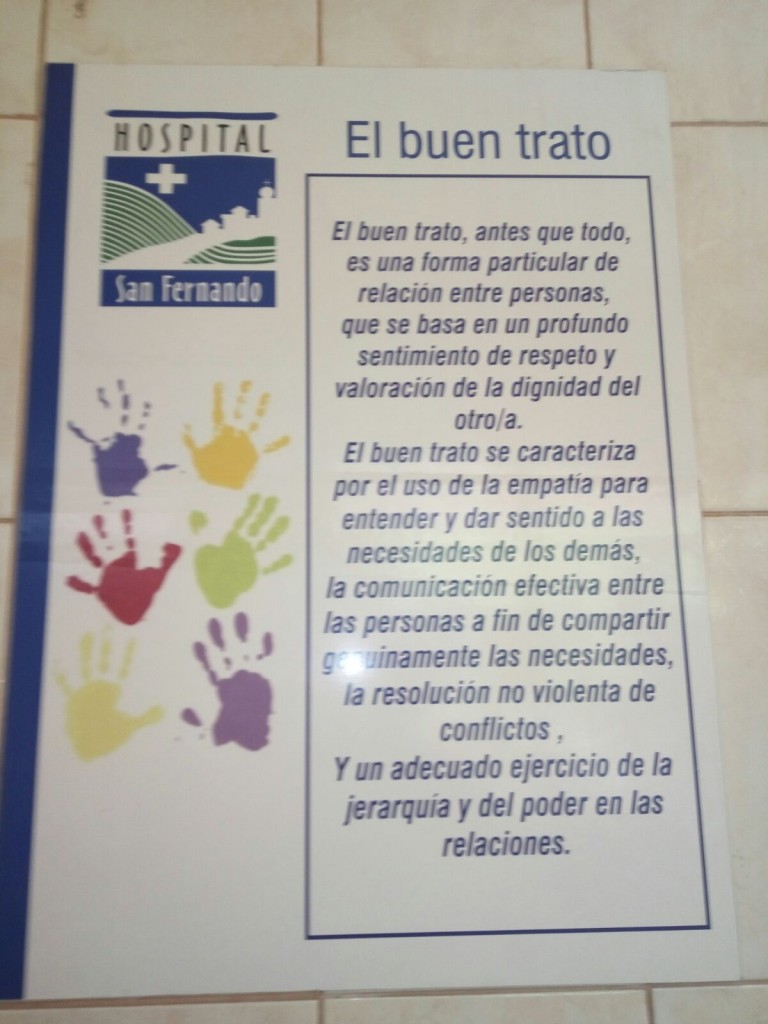 HOSPITAL
San Fernando
El buen trato
El buen trato, antes que todo,
es una forma particular de
relación entre personas,
que se basa en un profundo
sentimiento de respeto y
valoración de la dignidad del
otro/a.
El buen trato se caracteriza
por el uso de la empatía para
entender y dar sentido a las
necesidades de los demás,
la comunicación efectiva entre
las personas a fin de compartir
genuinamente las necesidades,
la resolución no violenta de
conflictos ,
Y un adecuado ejercicio de la
jerarquía y del poder en las
relaciones.